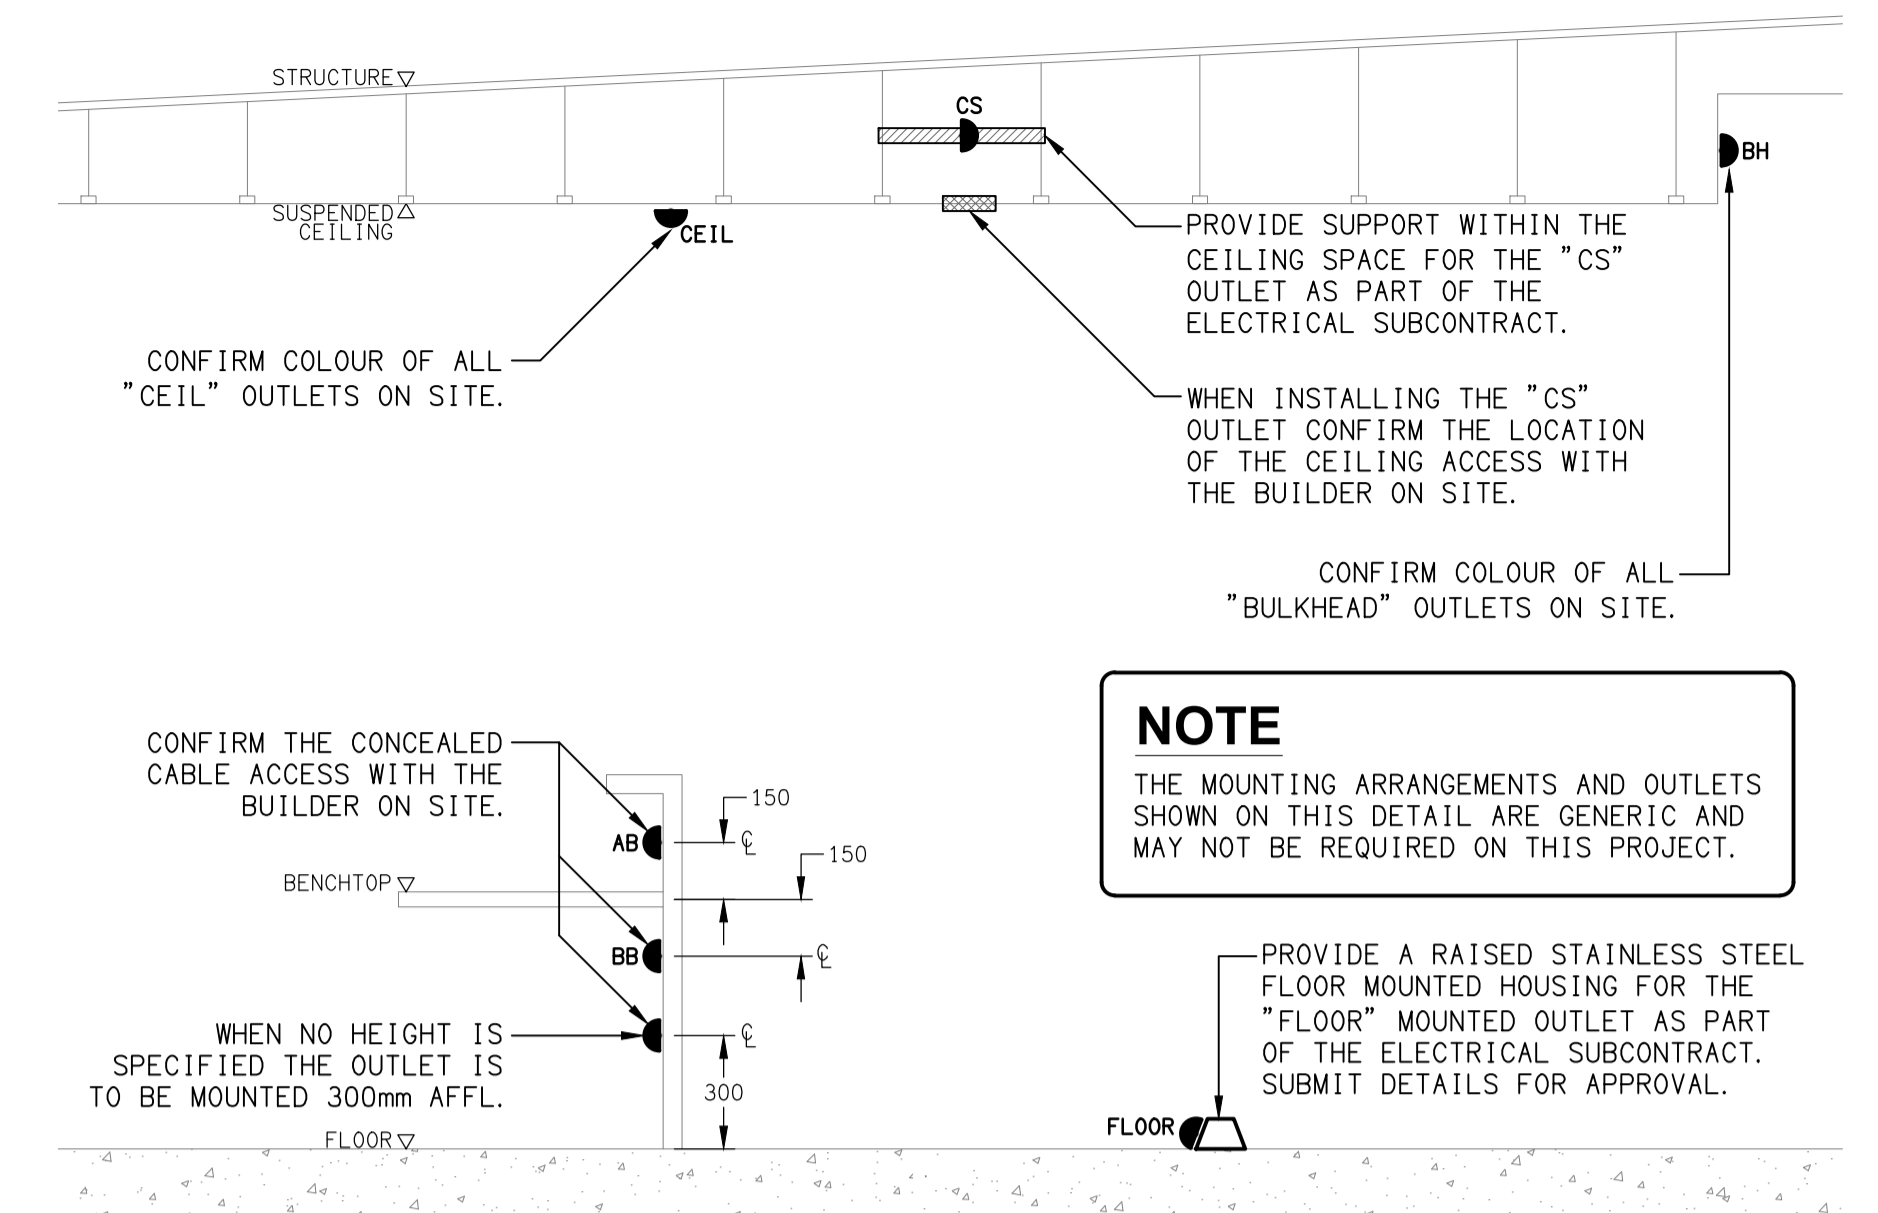 STRUCTURE
CS
BH
SUSPENDED
CEILING
CEIL
PROVIDE SUPPORT WITHIN THE
CEILING SPACE FOR THE "CS"
OUTLET AS PART OF THE
ELECTRICAL SUBCONTRACT.
CONFIRM COLOUR OF ALL
"CEIL" OUTLETS ON SITE.
WHEN INSTALLING THE "CS"
OUTLET CONFIRM THE LOCATION
OF THE CEILING ACCESS WITH
THE BUILDER ON SITE.
CONFIRM COLOUR OF ALL
"BULKHEAD" OUTLETS ON SITE.
NOTE
THE MOUNTING ARRANGEMENTS AND OUTLETS
SHOWN ON THIS DETAIL ARE GENERIC AND
MAY NOT BE REQUIRED ON THIS PROJECT.
CONFIRM THE CONCEALED
CABLE ACCESS WITH THE
BUILDER ON SITE.
150
AB
℄
150
BENCHTOP
BB
℄
WHEN NO HEIGHT IS
SPECIFIED THE OUTLET IS
TO BE MOUNTED 300mm AFFL.
℄
300
FLOOR
PROVIDE A RAISED STAINLESS STEEL
FLOOR MOUNTED HOUSING FOR THE
"FLOOR" MOUNTED OUTLET AS PART
OF THE ELECTRICAL SUBCONTRACT.
SUBMIT DETAILS FOR APPROVAL.
FLOOR